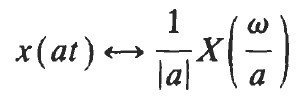 x(at) ↔ 1/|a| X(ω/a)